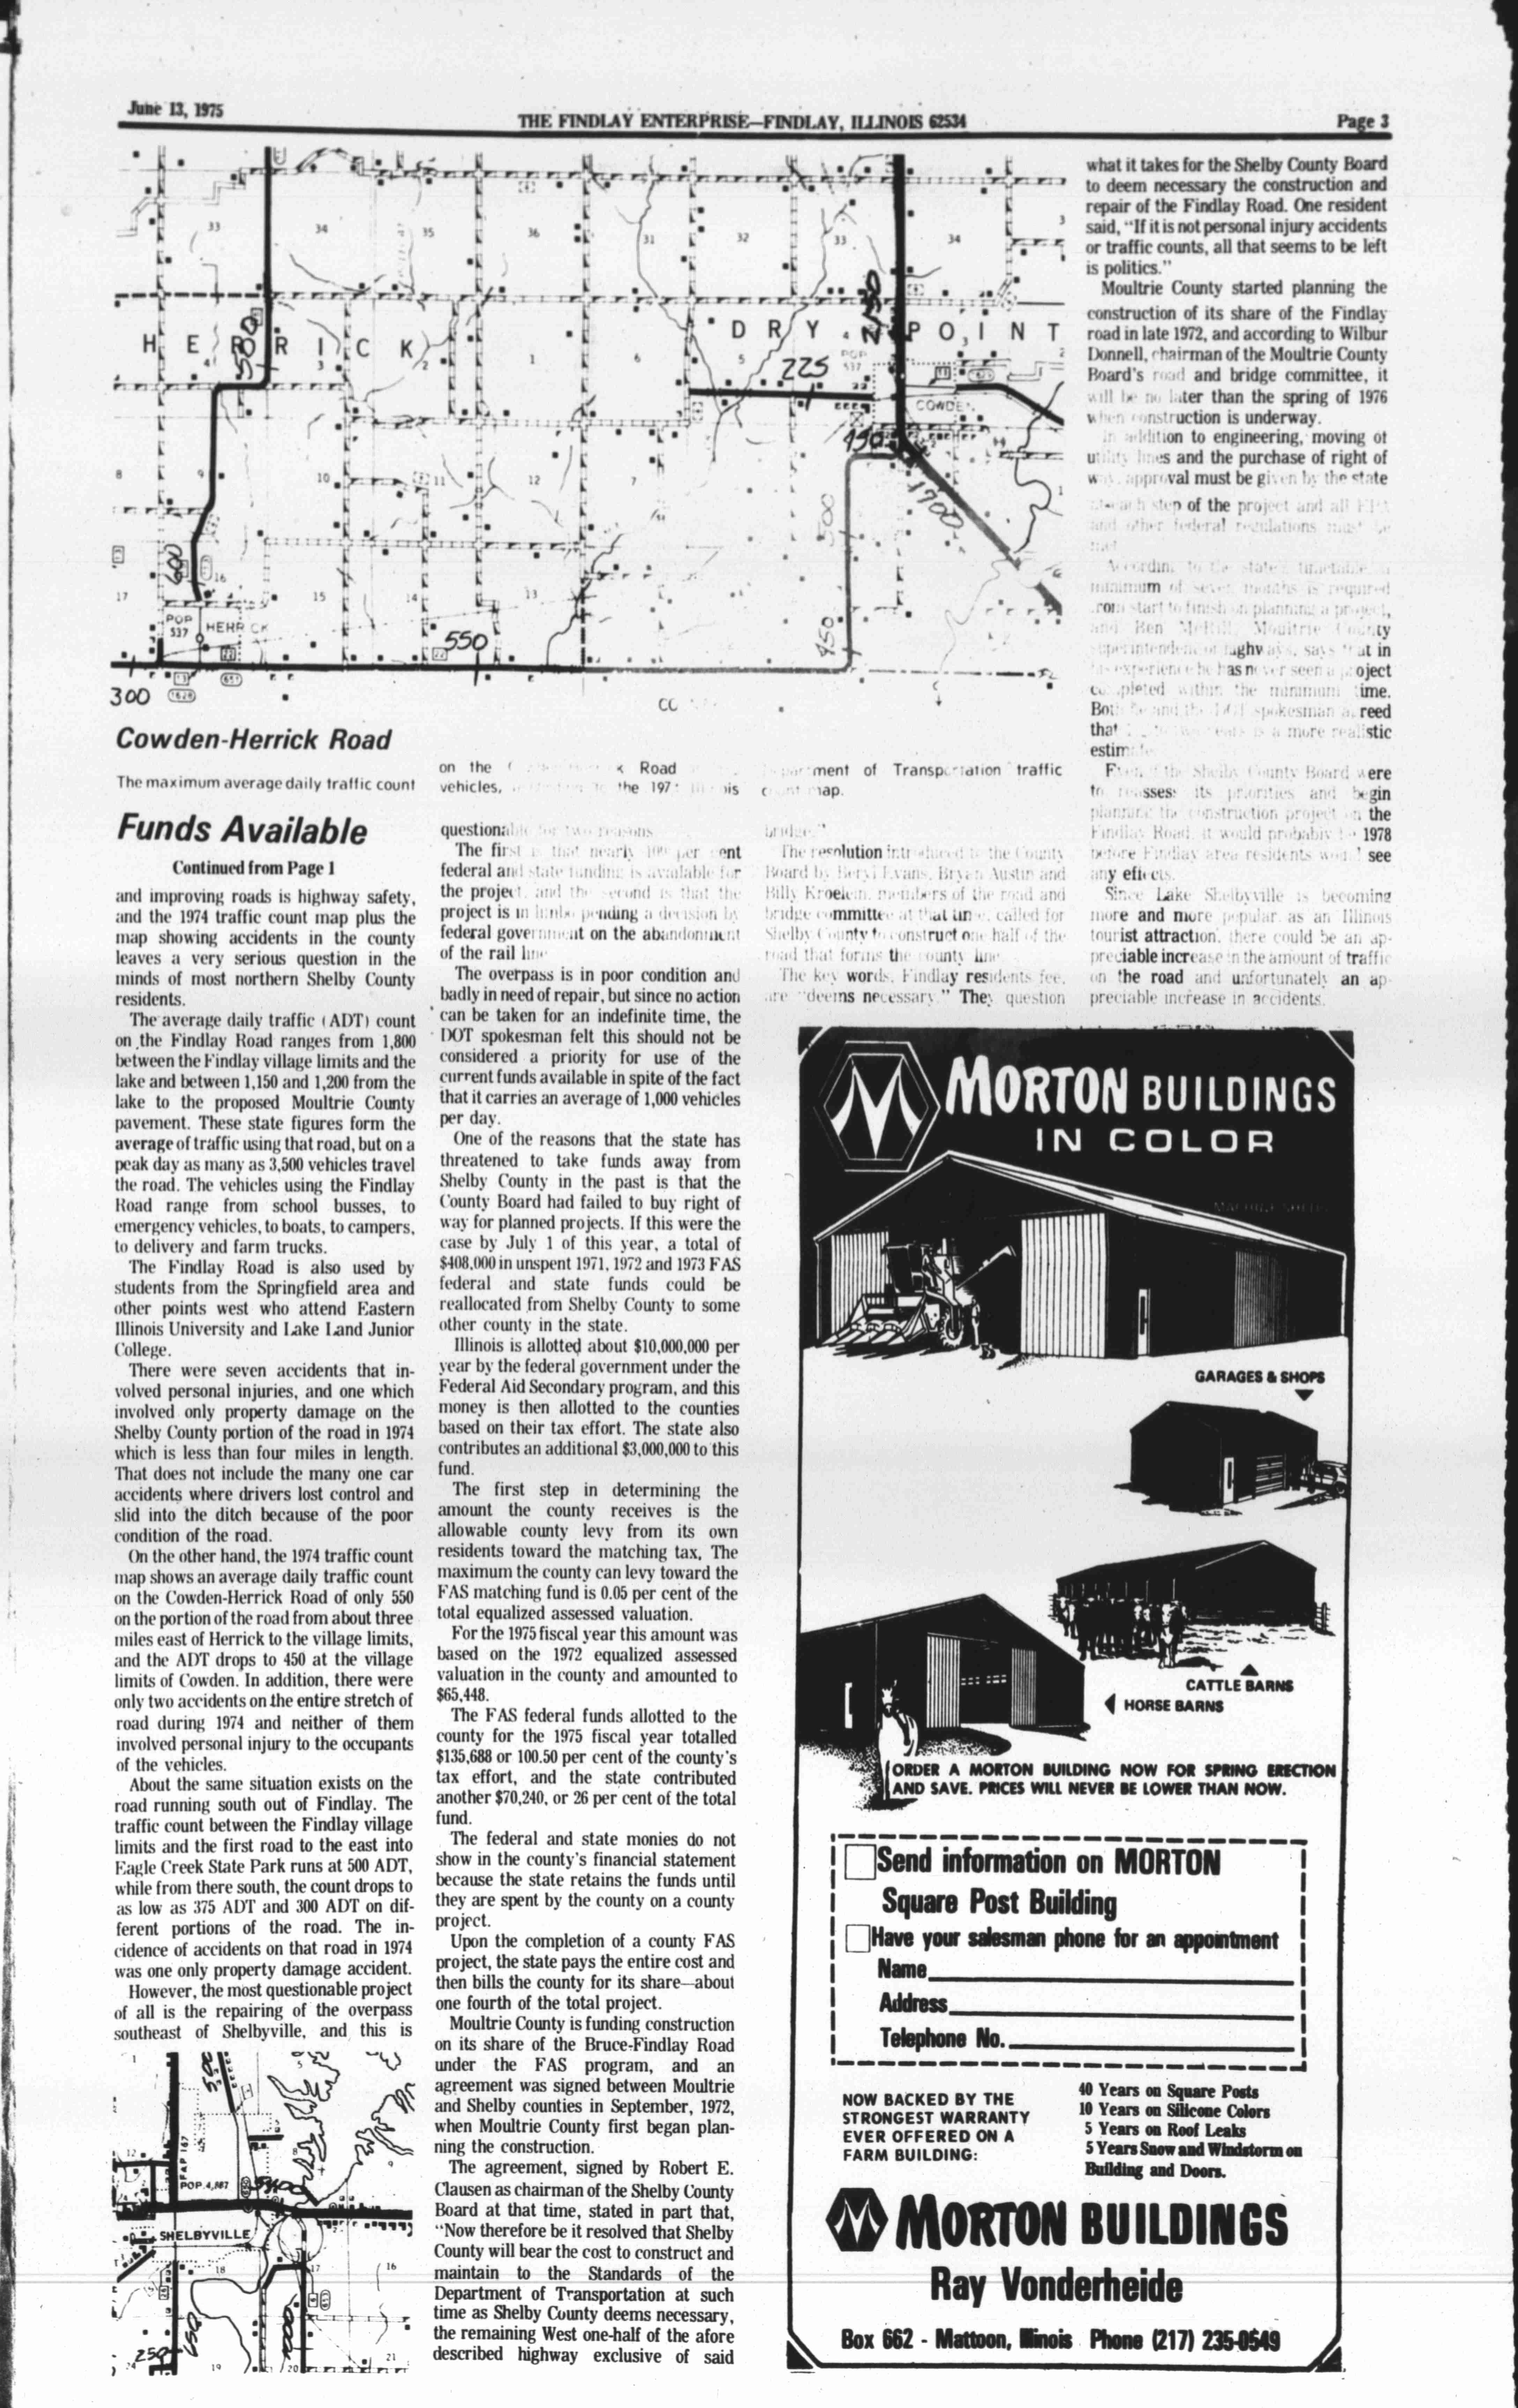 June 13, 1975
THE FINDLAY ENTERPRISE—FINDLAY, ILLINOIS 62534
Page 3
33
34
35
36
31
32
33
34
3
H E R R I C K
DRY POINT
500
2150
225
4
3
2
1
6
5
4
2
POP
537
COWDEN
450
1700
500
8
9
10
11
12
7
600
16
17
15
14
13
POP
537
HERRICK
550
450
300
Cowden-Herrick Road
The maximum average daily traffic count
on the Road
vehicles, the
ment of Transportation traffic
map.
Funds Available
Continued from Page 1
and improving roads is highway safety,
and the 1974 traffic count map plus the
map showing accidents in the county
leaves a very serious question in the
minds of most northern Shelby County
residents.
The average daily traffic (ADT) count
on the Findlay Road ranges from 1,800
between the Findlay village limits and the
lake and between 1,150 and 1,200 from the
lake to the proposed Moultrie County
pavement. These state figures form the
average of traffic using that road, but on a
peak day as many as 3,500 vehicles travel
the road. The vehicles using the Findlay
Road range from school busses, to
emergency vehicles, to boats, to campers,
to delivery and farm trucks.
The Findlay Road is also used by
students from the Springfield area and
other points west who attend Eastern
Illinois University and Lake Land Junior
College.
There were seven accidents that in-
volved personal injuries, and one which
involved only property damage on the
Shelby County portion of the road in 1974
which is less than four miles in length.
That does not include the many one car
accidents where drivers lost control and
slid into the ditch because of the poor
condition of the road.
On the other hand, the 1974 traffic count
map shows an average daily traffic count
on the Cowden-Herrick Road of only 550
on the portion of the road from about three
miles east of Herrick to the village limits,
and the ADT drops to 450 at the village
limits of Cowden. In addition, there were
only two accidents on the entire stretch of
road during 1974 and neither of them
involved personal injury to the occupants
of the vehicles.
About the same situation exists on the
road running south out of Findlay. The
traffic count between the Findlay village
limits and the first road to the east into
Eagle Creek State Park runs at 500 ADT,
while from there south, the count drops to
as low as 375 ADT and 300 ADT on dif-
ferent portions of the road. The in-
cidence of accidents on that road in 1974
was one only property damage accident.
However, the most questionable project
of all is the repairing of the overpass
southeast of Shelbyville, and this is
POP. 4,887
5400
SHELBYVILLE
16
18
17
650
1000
250
19
20
21
questionable for two reasons.
The first is that nearly 100 per cent
federal and state funding is available for
the project, and the second is that the
project is in limbo pending a decision by
federal government on the abandonment
of the rail line.
The overpass is in poor condition and
badly in need of repair, but since no action
can be taken for an indefinite time, the
DOT spokesman felt this should not be
considered a priority for use of the
current funds available in spite of the fact
that it carries an average of 1,000 vehicles
per day.
One of the reasons that the state has
threatened to take funds away from
Shelby County in the past is that the
County Board had failed to buy right of
way for planned projects. If this were the
case by July 1 of this year, a total of
$408,000 in unspent 1971, 1972 and 1973 FAS
federal and state funds could be
reallocated from Shelby County to some
other county in the state.
Illinois is allotted about $10,000,000 per
year by the federal government under the
Federal Aid Secondary program, and this
money is then allotted to the counties
based on their tax effort. The state also
contributes an additional $3,000,000 to this
fund.
The first step in determining the
amount the county receives is the
allowable county levy from its own
residents toward the matching tax. The
maximum the county can levy toward the
FAS matching fund is 0.05 per cent of the
total equalized assessed valuation.
For the 1975 fiscal year this amount was
based on the 1972 equalized assessed
valuation in the county and amounted to
$65,448.
The FAS federal funds allotted to the
county for the 1975 fiscal year totalled
$135,688 or 100.50 per cent of the county's
tax effort, and the state contributed
another $70,240, or 26 per cent of the total
fund.
The federal and state monies do not
show in the county's financial statement
because the state retains the funds until
they are spent by the county on a county
project.
Upon the completion of a county FAS
project, the state pays the entire cost and
then bills the county for its share—about
one fourth of the total project.
Moultrie County is funding construction
on its share of the Bruce-Findlay Road
under the FAS program, and an
agreement was signed between Moultrie
and Shelby counties in September, 1972,
when Moultrie County first began plan-
ning the construction.
The agreement, signed by Robert E.
Clausen as chairman of the Shelby County
Board at that time, stated in part that,
"Now therefore be it resolved that Shelby
County will bear the cost to construct and
maintain to the Standards of the
Department of Transportation at such
time as Shelby County deems necessary,
the remaining West one-half of the afore
described highway exclusive of said
bridge."
The resolution introduced to the County
Board by Beryl Evans, Bryan Austin and
Billy Kroelein, members of the road and
bridge committee at that time, called for
Shelby County to construct one half of the
road that forms the county line.
The key words, Findlay residents feel,
are "deems necessary." They question
what it takes for the Shelby County Board
to deem necessary the construction and
repair of the Findlay Road. One resident
said, "If it is not personal injury accidents
or traffic counts, all that seems to be left
is politics."
Moultrie County started planning the
construction of its share of the Findlay
road in late 1972, and according to Wilbur
Donnell, chairman of the Moultrie County
Board's road and bridge committee, it
will be no later than the spring of 1976
when construction is underway.
In addition to engineering, moving of
utility lines and the purchase of right of
way, approval must be given by the state
at each step of the project and all EPA
and other federal regulations must be
met.
According to the state timetable a
minimum of seven months is required
from start to finish on planning a project,
and Ben McRill, Moultrie County
superintendent of highways, says that in
his experience he has never seen a project
completed within the minimum time.
Both he and the DOT spokesman agreed
that years is a more realistic
estimate.
Even if the Shelby County Board were
to reassess its priorities and begin
planning the construction project on the
Findlay Road, it would probably be 1978
before Findlay area residents would see
any effects.
Since Lake Shelbyville is becoming
more and more popular as an Illinois
tourist attraction, there could be an ap-
preciable increase in the amount of traffic
on the road and unfortunately an ap-
preciable increase in accidents.
MORTON BUILDINGS
IN COLOR
MACHINE SHEDS
GARAGES & SHOPS
CATTLE BARNS
HORSE BARNS
ORDER A MORTON BUILDING NOW FOR SPRING ERECTION
AND SAVE. PRICES WILL NEVER BE LOWER THAN NOW.
Send information on MORTON
Square Post Building
Have your salesman phone for an appointment
Name
Address
Telephone No.
NOW BACKED BY THE
STRONGEST WARRANTY
EVER OFFERED ON A
FARM BUILDING:
40 Years on Square Posts
10 Years on Silicone Colors
5 Years on Roof Leaks
5 Years Snow and Windstorm on
Building and Doors.
MORTON BUILDINGS
Ray Vonderheide
Box 662 - Mattoon, Illinois Phone (217) 235-0549